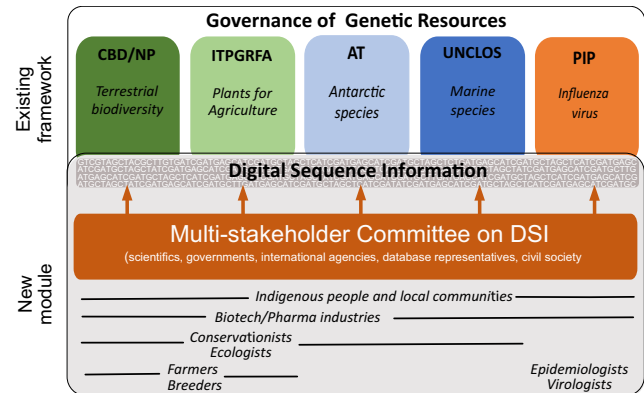 Governance of Genetic Resources
Existing framework
CBD/NP
Terrestrial
biodiversity
ITPGRFA
Plants for
Agriculture
AT
Antarctic
species
UNCLOS
Marine
species
PIP
Influenza
virus
Digital Sequence Information
New module
Multi-stakeholder Committee on DSI
(scientifics, governments, international agencies, database representatives, civil society
Indigenous people and local communities
Biotech/Pharma industries
Conservationists
Ecologists
Farmers
Breeders
Epidemiologists
Virologists